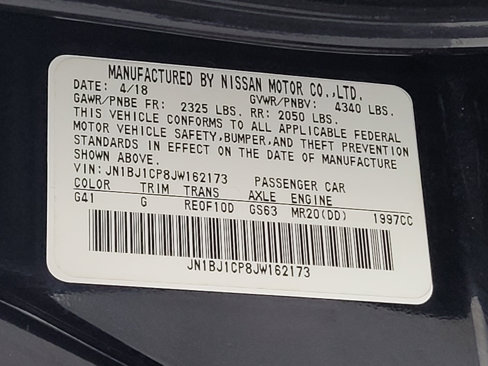 MANUFACTURED BY NISSAN MOTOR CO.,LTD.
DATE: 4/18 GVWR/PNBV: 4340 LBS.
GAWR/PNBE FR: 2325 LBS. RR: 2050 LBS.
THIS VEHICLE CONFORMS TO ALL APPLICABLE FEDERAL
MOTOR VEHICLE SAFETY,BUMPER,AND THEFT PREVENTION
STANDARDS IN EFFECT ON THE DATE OF MANUFACTURE
SHOWN ABOVE.
VIN: JN1BJ1CP8JW162173 PASSENGER CAR
COLOR TRIM TRANS AXLE ENGINE
G41 G RE0F10D GS63 MR20(DD) 1997CC
JN1BJ1CP8JW162173